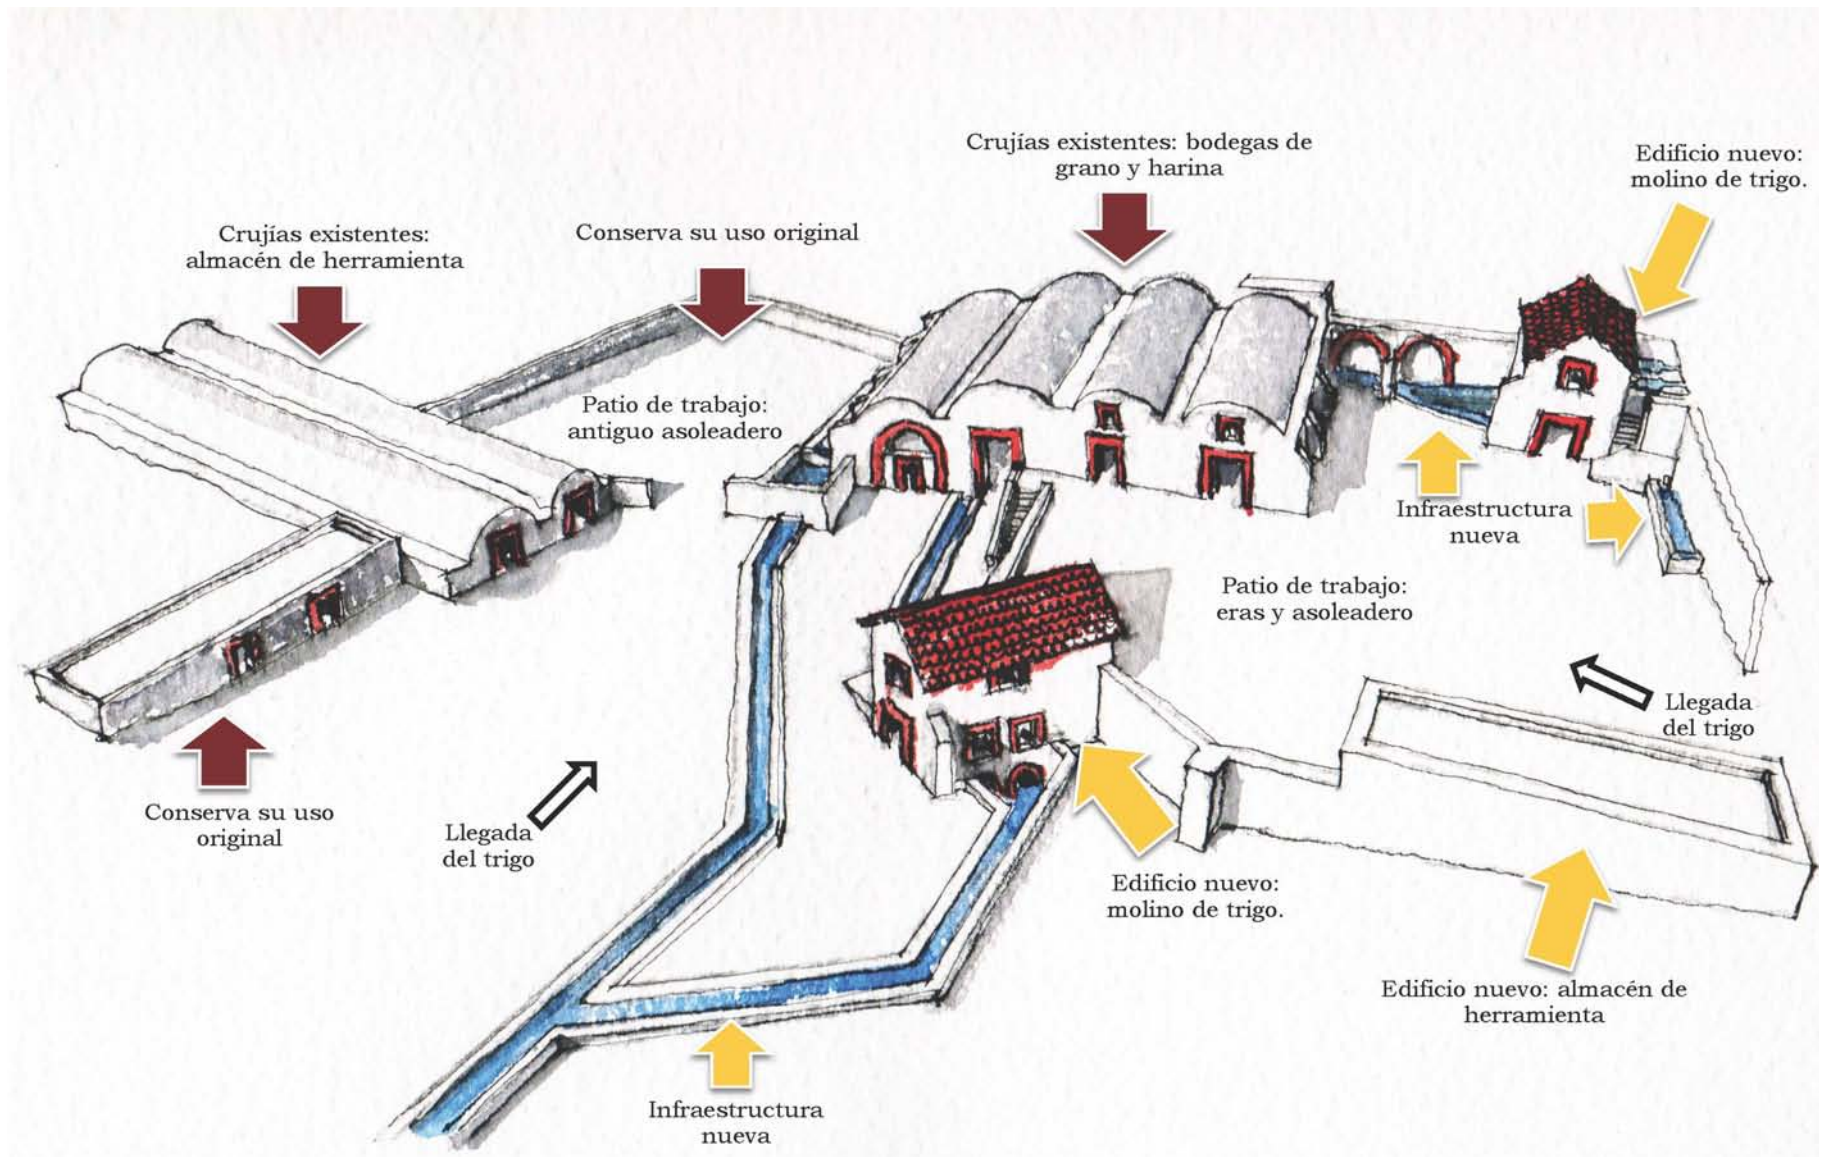 Crujías existentes: bodegas de
grano y harina
Edificio nuevo:
molino de trigo.
Crujías existentes:
almacén de herramienta
Conserva su uso original
Patio de trabajo:
antiguo asoleadero
Infraestructura
nueva
Patio de trabajo:
eras y asoleadero
Llegada
del trigo
Conserva su uso
original
Llegada
del trigo
Edificio nuevo:
molino de trigo.
Edificio nuevo: almacén de
herramienta
Infraestructura
nueva